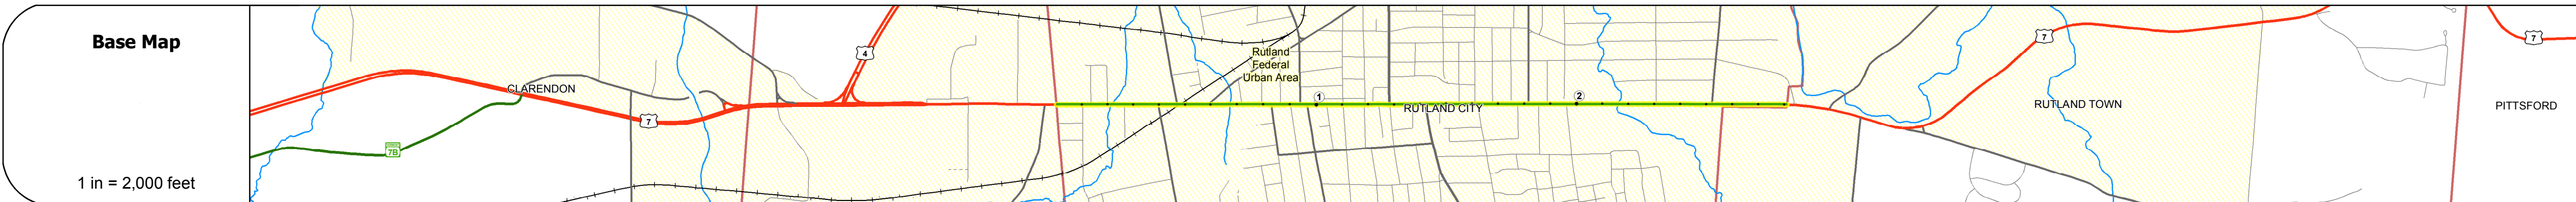 Base Map
1 in = 2,000 feet
CLARENDON
7B
7
4
Rutland
Federal
Urban Area
1
RUTLAND CITY
2
7
RUTLAND TOWN
7
PITTSFORD